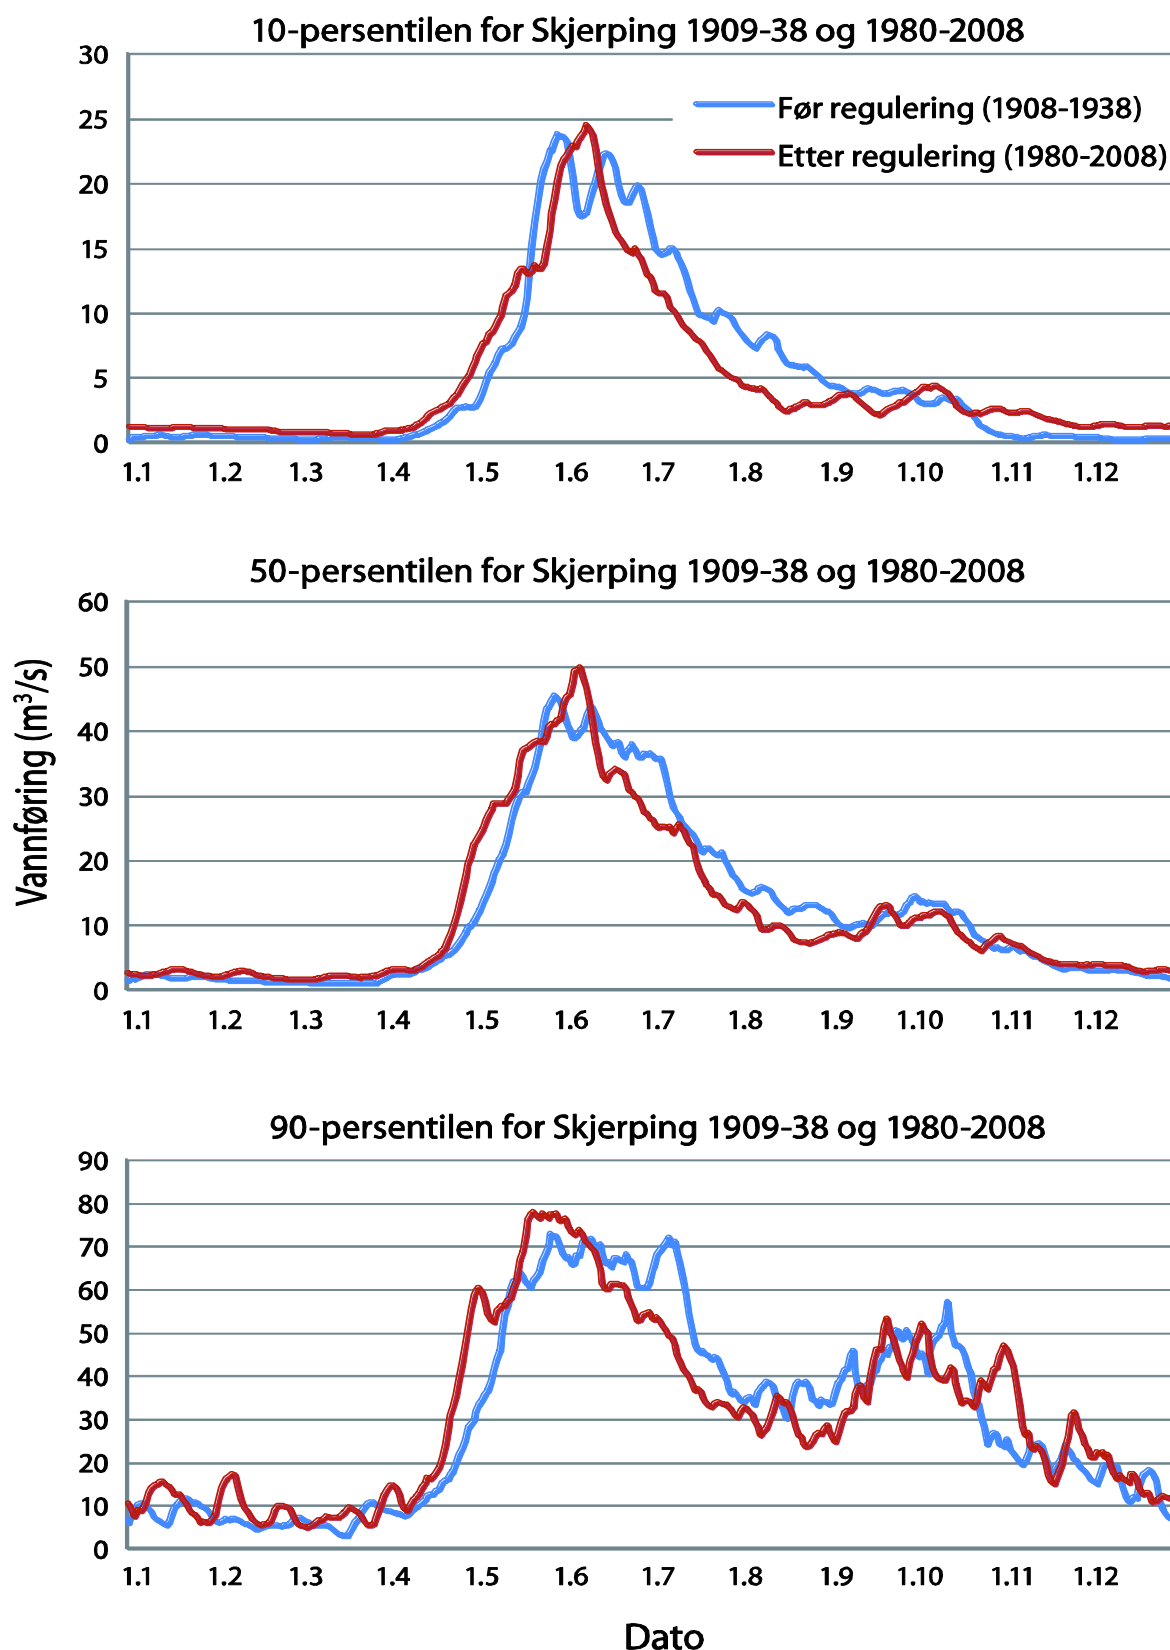 10-persentilen for Skjerping 1909-38 og 1980-2008
30
25
20
15
10
5
0
Før regulering (1908-1938)
Etter regulering (1980-2008)
1.1 1.2 1.3 1.4 1.5 1.6 1.7 1.8 1.9 1.10 1.11 1.12
50-persentilen for Skjerping 1909-38 og 1980-2008
Vannføring (m³/s)
60
50
40
30
20
10
0
1.1 1.2 1.3 1.4 1.5 1.6 1.7 1.8 1.9 1.10 1.11 1.12
90-persentilen for Skjerping 1909-38 og 1980-2008
90
80
70
60
50
40
30
20
10
0
1.1 1.2 1.3 1.4 1.5 1.6 1.7 1.8 1.9 1.10 1.11 1.12
Dato